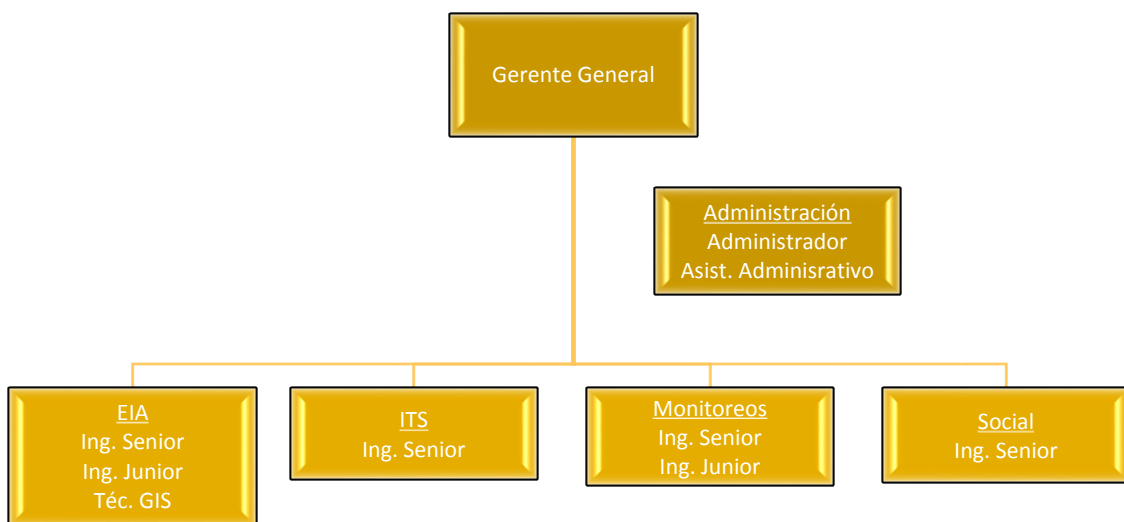 Gerente General
Administración
Administrador
Asist. Adminisrativo
EIA
Ing. Senior
Ing. Junior
Téc. GIS
ITS
Ing. Senior
Monitoreos
Ing. Senior
Ing. Junior
Social
Ing. Senior